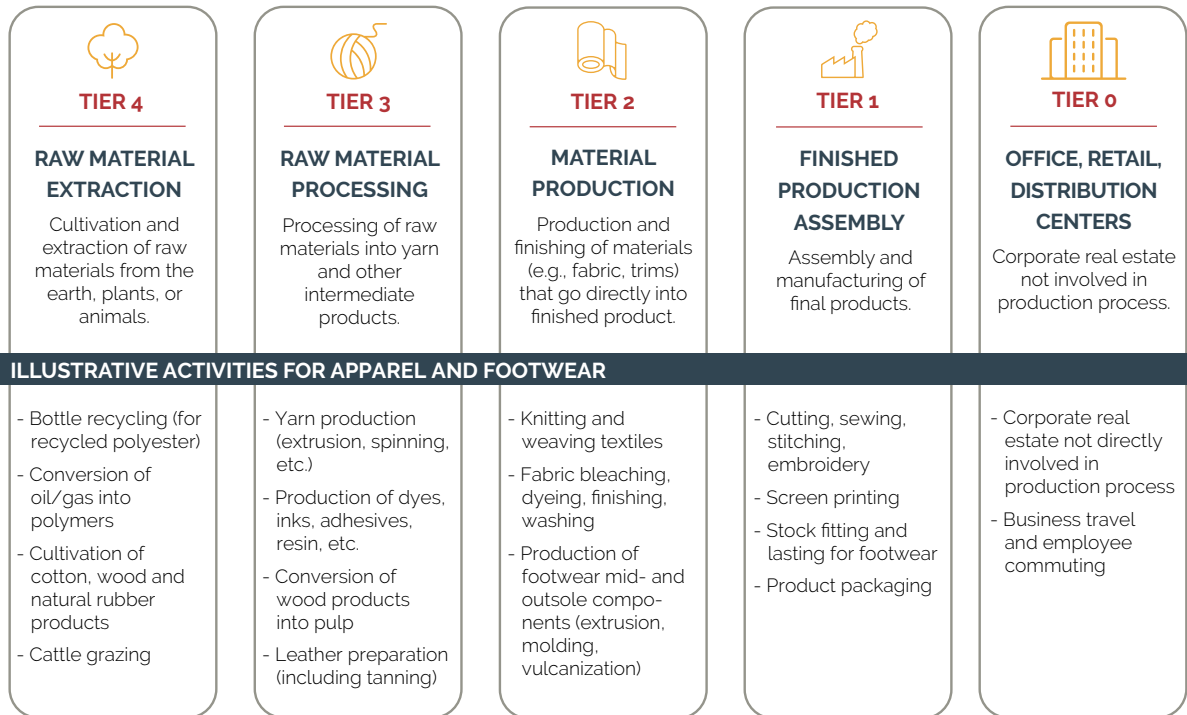 TIER 4
RAW MATERIAL
EXTRACTION
Cultivation and
extraction of raw
materials from the
earth, plants, or
animals.
TIER 3
RAW MATERIAL
PROCESSING
Processing of raw
materials into yarn
and other
intermediate
products.
TIER 2
MATERIAL
PRODUCTION
Production and
finishing of materials
(e.g., fabric, trims)
that go directly into
finished product.
TIER 1
FINISHED
PRODUCTION
ASSEMBLY
Assembly and
manufacturing of
final products.
TIER 0
OFFICE, RETAIL,
DISTRIBUTION
CENTERS
Corporate real estate
not involved in
production process.
ILLUSTRATIVE ACTIVITIES FOR APPAREL AND FOOTWEAR
- Bottle recycling (for
recycled polyester)
- Conversion of
oil/gas into
polymers
- Cultivation of
cotton, wood and
natural rubber
products
- Cattle grazing
- Yarn production
(extrusion, spinning,
etc.)
- Production of dyes,
inks, adhesives,
resin, etc.
- Conversion of
wood products
into pulp
- Leather preparation
(including tanning)
- Knitting and
weaving textiles
- Fabric bleaching,
dyeing, finishing,
washing
- Production of
footwear mid- and
outsole compo-
nents (extrusion,
molding,
vulcanization)
- Cutting, sewing,
stitching,
embroidery
- Screen printing
- Stock fitting and
lasting for footwear
- Product packaging
- Corporate real
estate not directly
involved in
production process
- Business travel
and employee
commuting